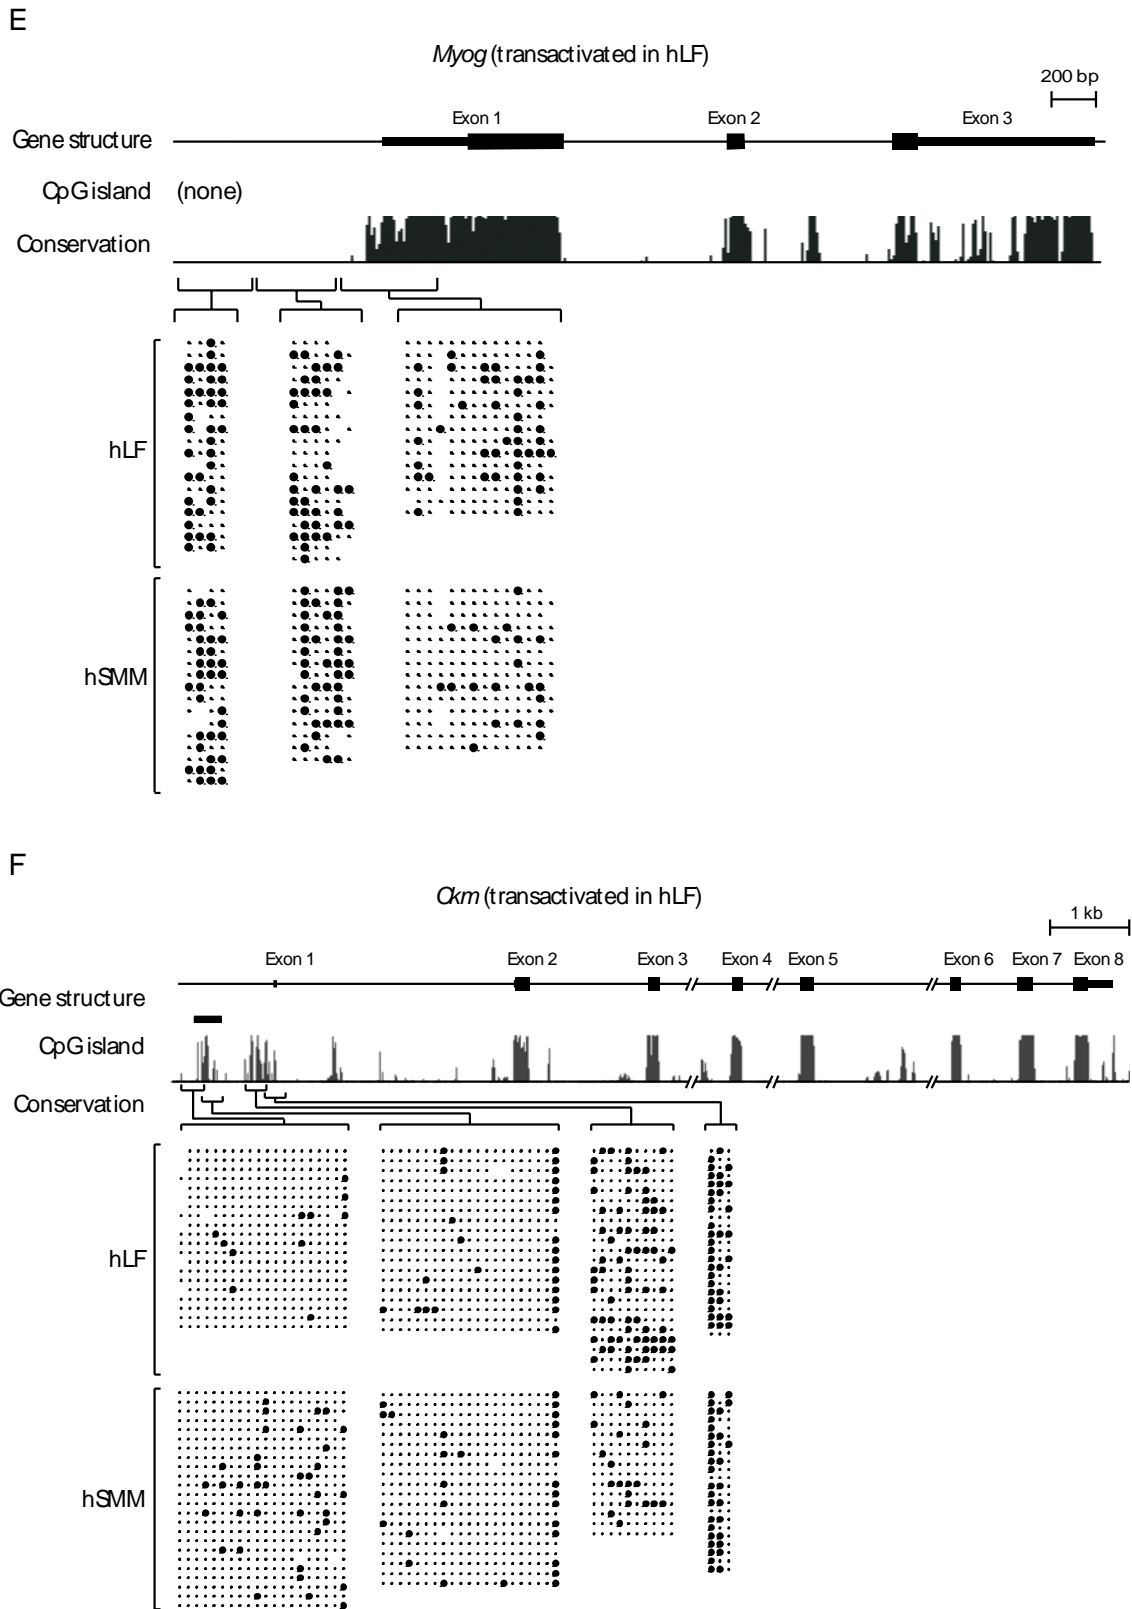 E
Myog (transactivated in hLF)
200 bp
Exon 1 Exon 2 Exon 3
Gene structure
CpG island (none)
Conservation
hLF
hSMM
F
Ckm (transactivated in hLF)
1 kb
Exon 1 Exon 2 Exon 3 Exon 4 Exon 5 Exon 6 Exon 7 Exon 8
Gene structure
CpG island
Conservation
hLF
hSMM